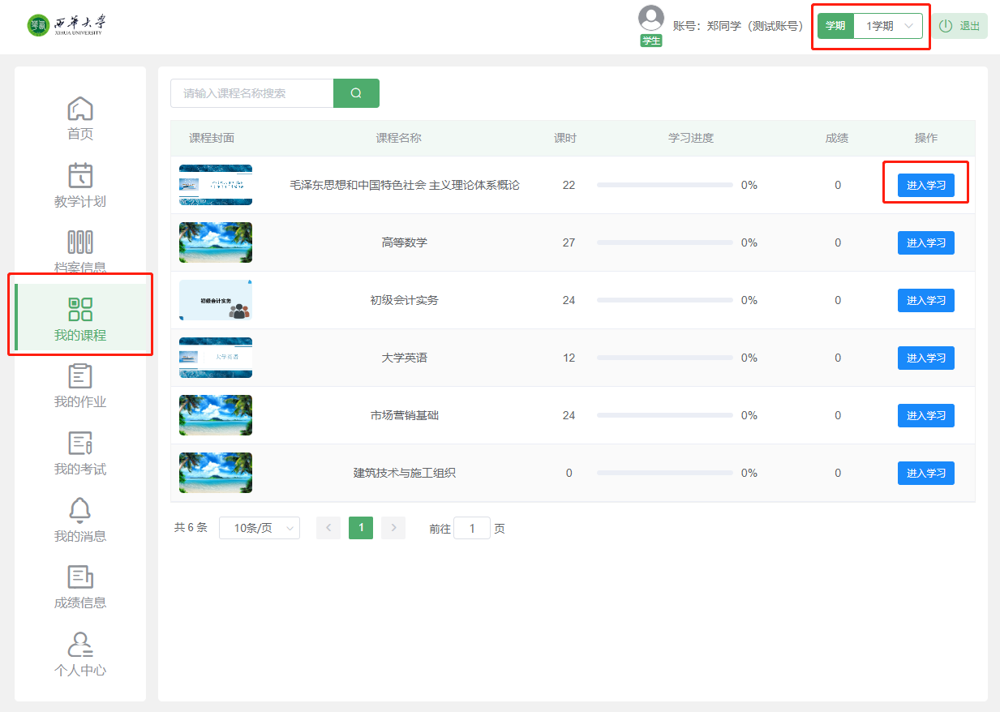 西华大学
XIHUA UNIVERSITY
学生
账号：郑同学（测试账号）
学期 1学期
退出
首页
教学计划
档案信息
我的课程
我的作业
我的考试
我的消息
成绩信息
个人中心
请输入课程名称搜索
课程封面 课程名称 课时 学习进度 成绩 操作
毛泽东思想和中国特色社会 主义理论体系概论 22 0% 0 进入学习
高等数学 27 0% 0 进入学习
初级会计实务 初级会计实务 24 0% 0 进入学习
大学英语 大学英语 12 0% 0 进入学习
市场营销基础 24 0% 0 进入学习
建筑技术与施工组织 0 0% 0 进入学习
共 6 条 10条/页 1 前往 1 页